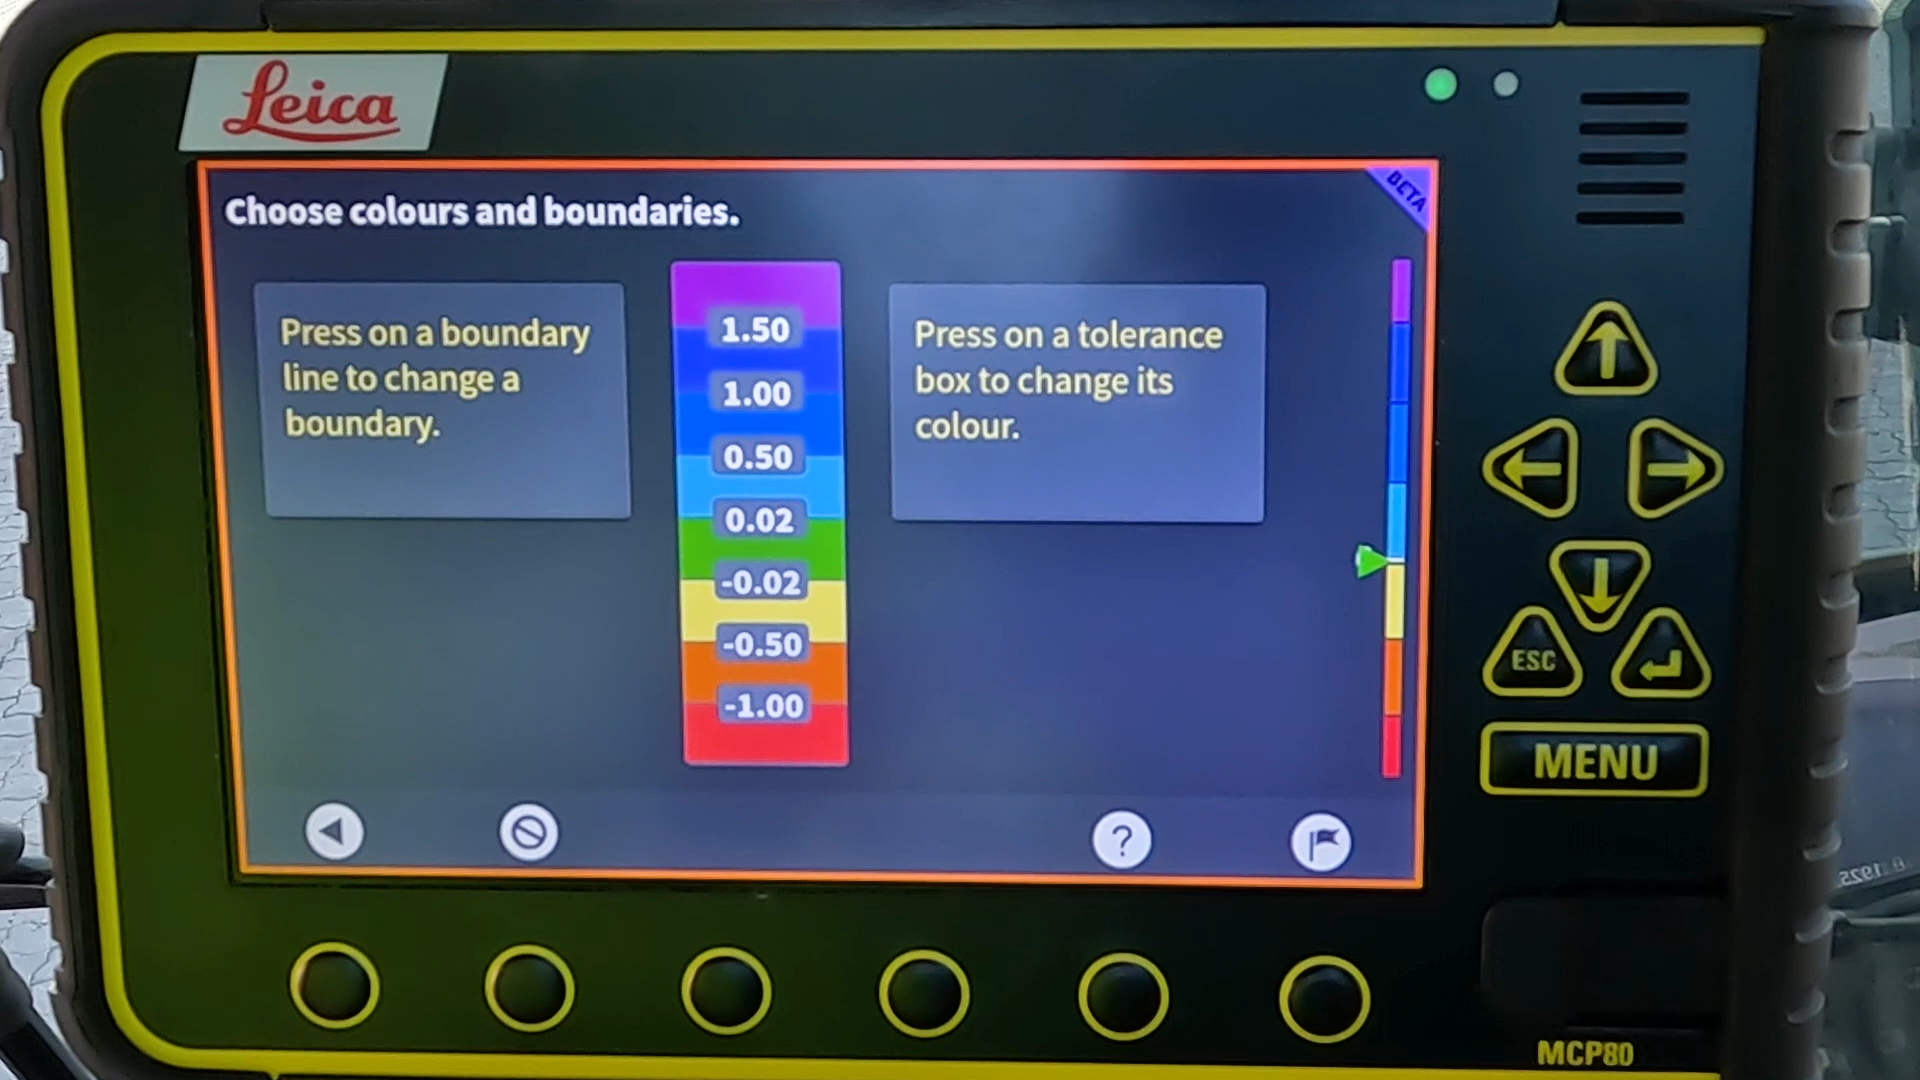 Leica
BETA
Choose colours and boundaries.
Press on a boundary
line to change a
boundary.
1.50
1.00
0.50
0.02
-0.02
-0.50
-1.00
Press on a tolerance
box to change its
colour.
?
ESC
MENU
MCP80